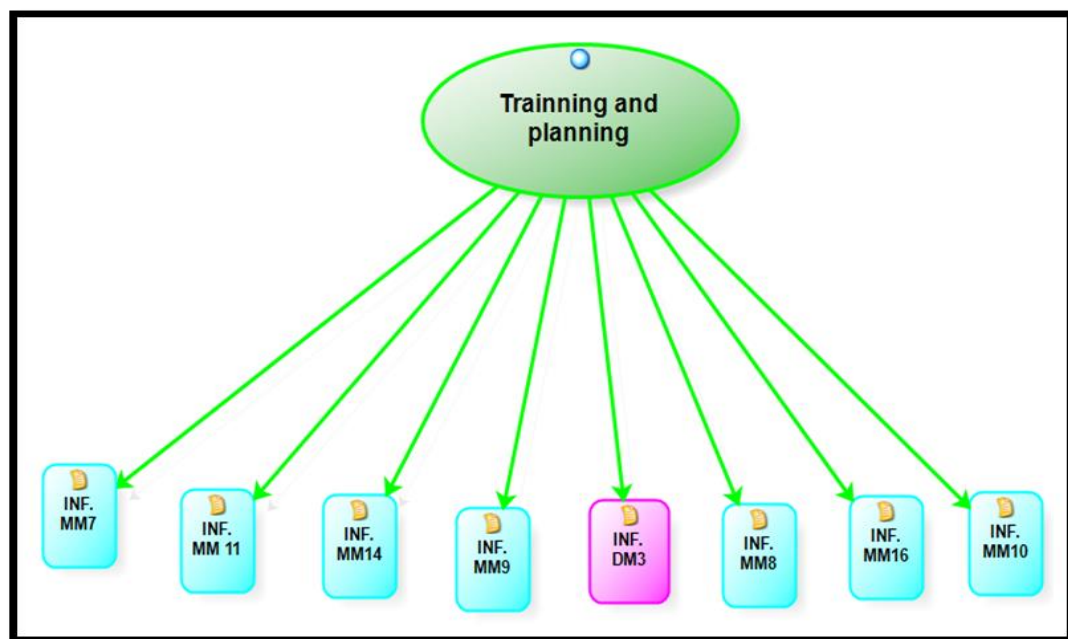 Trainning and
planning
INF.
MM7
INF.
MM 11
INF.
MM14
INF.
MM9
INF.
DM3
INF.
MM8
INF.
MM16
INF.
MM10